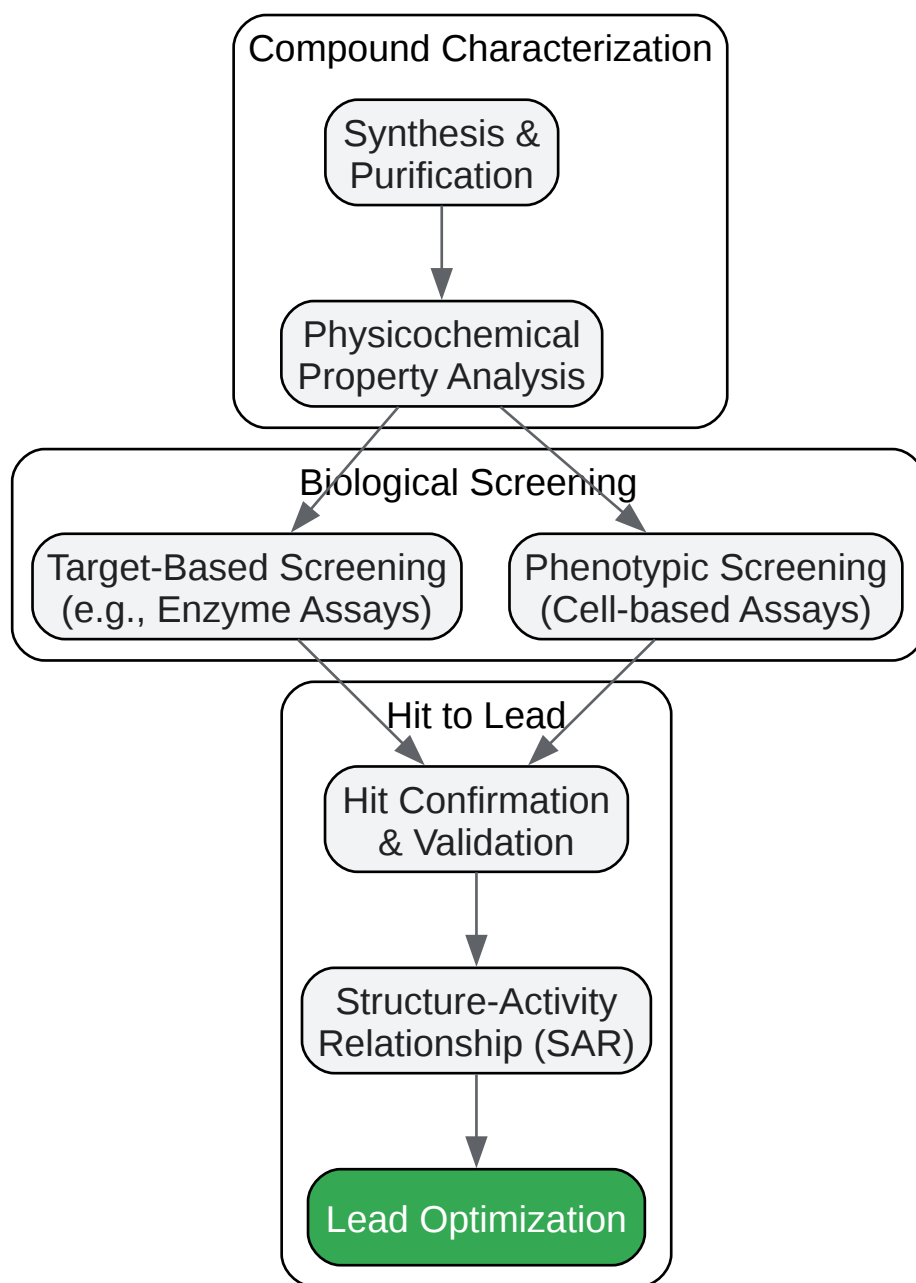 Compound Characterization
Synthesis &
Purification
Physicochemical
Property Analysis
Biological Screening
Target-Based Screening
(e.g., Enzyme Assays)
Phenotypic Screening
(Cell-based Assays)
Hit to Lead
Hit Confirmation
& Validation
Structure-Activity
Relationship (SAR)
Lead Optimization